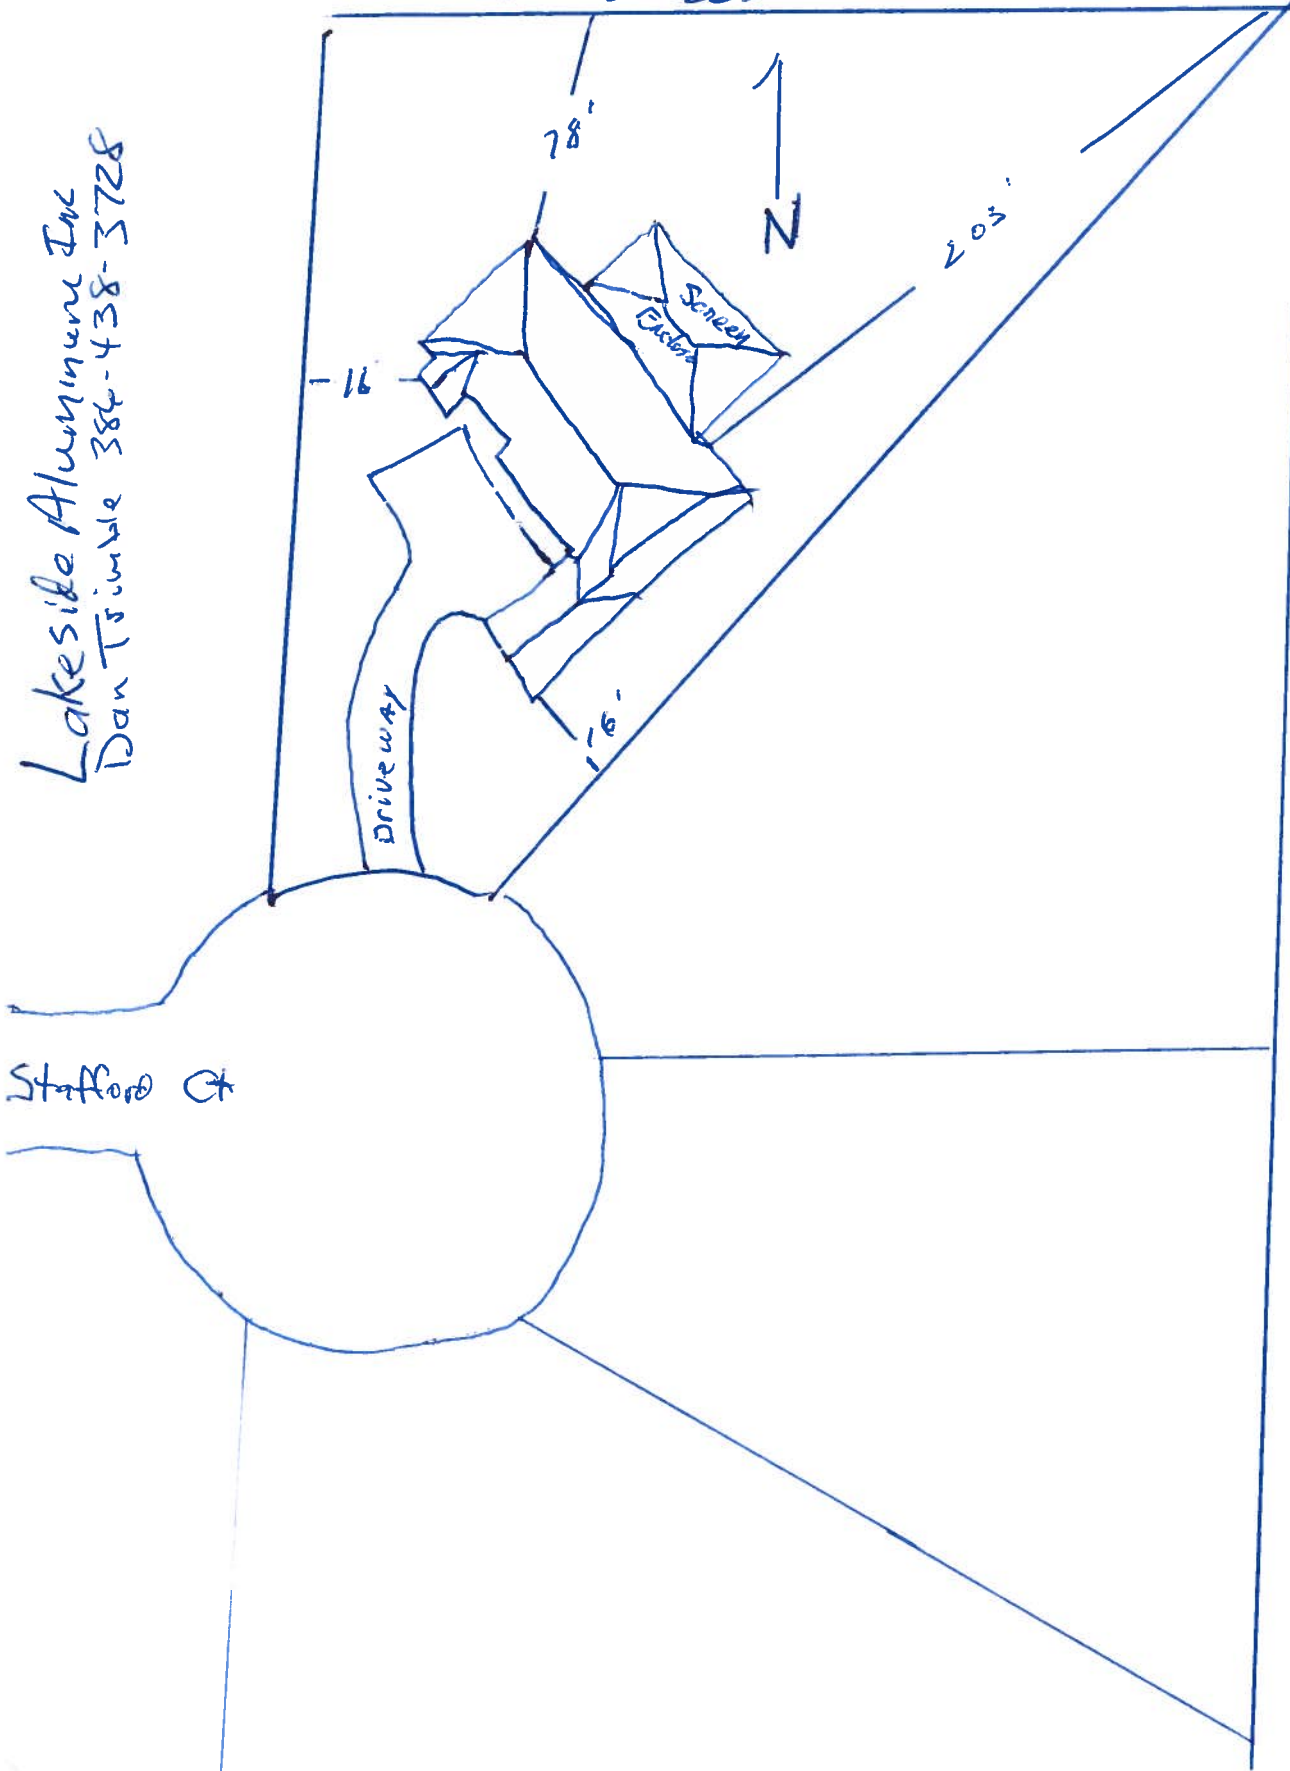 Lakeside Aluminum Inc
Dan Trimble 386-438-3728
78'
N
203'
16
Screen
Enclosure
Driveway
16'
Stafford Ct